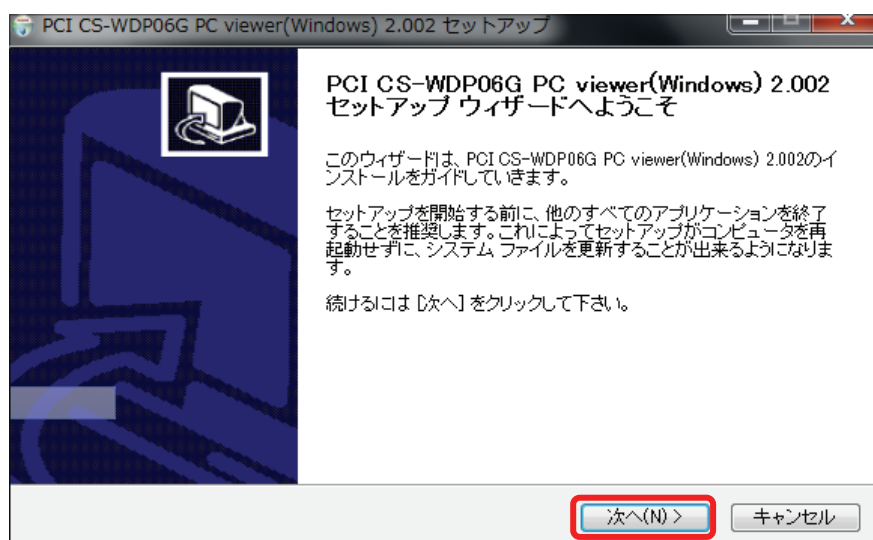 PCI CS-WDP06G PC viewer(Windows) 2.002 セットアップ
PCI CS-WDP06G PC viewer(Windows) 2.002
セットアップ ウィザードへようこそ
このウィザードは、PCI CS-WDP06G PC viewer(Windows) 2.002のイ
ンストールをガイドしていきます。
セットアップを開始する前に、他のすべてのアプリケーションを終了
することを推奨します。これによってセットアップがコンピュータを再
起動せずに、システム ファイルを更新することが出来るようになりま
す。
続けるには [次へ] をクリックして下さい。
次へ(N) >
キャンセル